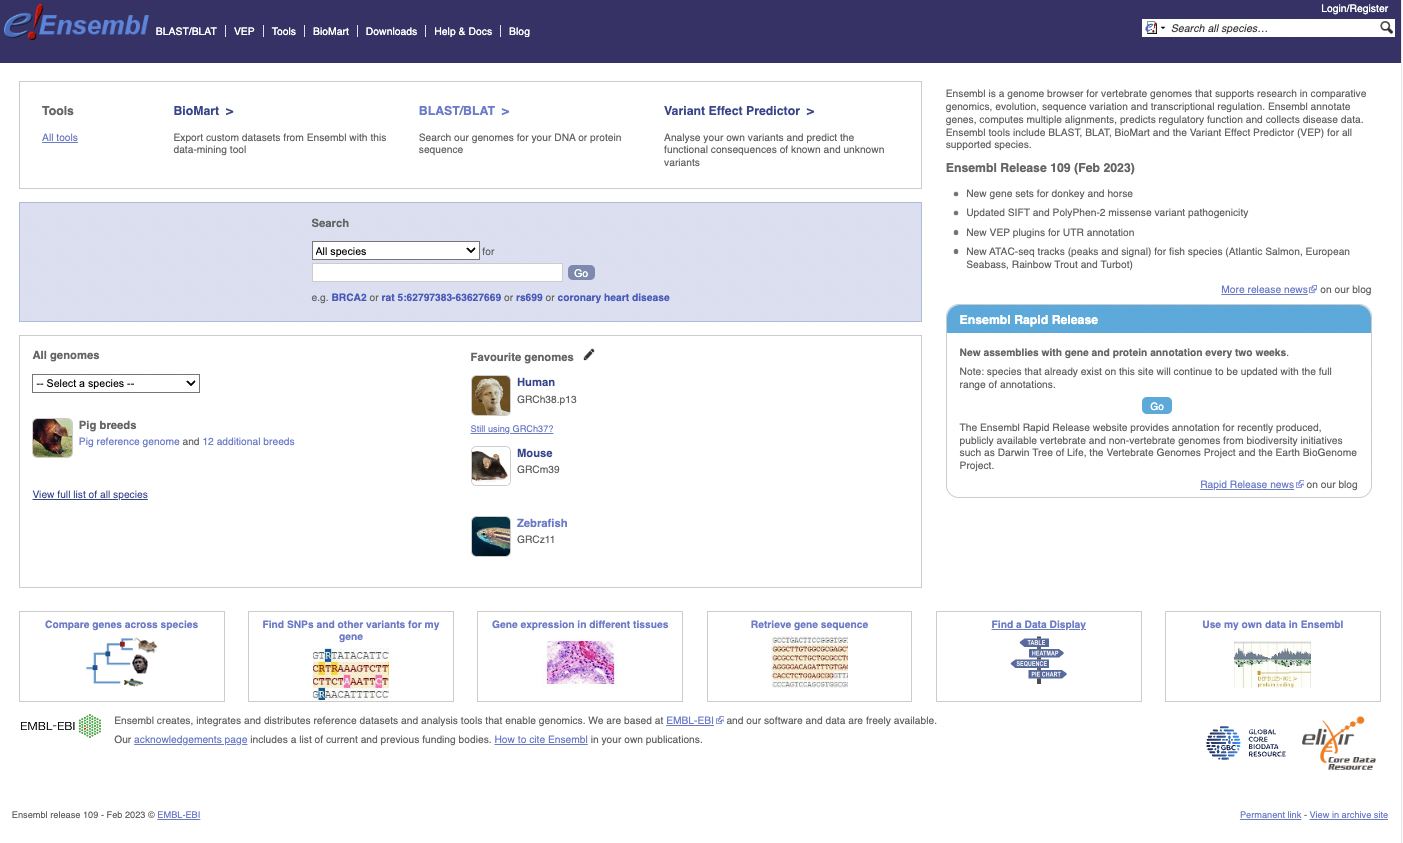 Login/Register
e!Ensembl
BLAST/BLAT | VEP | Tools | BioMart | Downloads | Help & Docs | Blog
Search all species…
Tools
All tools
BioMart >
Export custom datasets from Ensembl with this
data-mining tool
BLAST/BLAT >
Search our genomes for your DNA or protein
sequence
Variant Effect Predictor >
Analyse your own variants and predict the
functional consequences of known and unknown
variants
Search
All species for
Go
e.g. BRCA2 or rat 5:62797383-63627669 or rs699 or coronary heart disease
All genomes
-- Select a species --
Pig breeds
Pig reference genome and 12 additional breeds
View full list of all species
Favourite genomes
Human
GRCh38.p13
Still using GRCh37?
Mouse
GRCm39
Zebrafish
GRCz11
Ensembl is a genome browser for vertebrate genomes that supports research in comparative
genomics, evolution, sequence variation and transcriptional regulation. Ensembl annotate
genes, computes multiple alignments, predicts regulatory function and collects disease data.
Ensembl tools include BLAST, BLAT, BioMart and the Variant Effect Predictor (VEP) for all
supported species.
Ensembl Release 109 (Feb 2023)
New gene sets for donkey and horse
Updated SIFT and PolyPhen-2 missense variant pathogenicity
New VEP plugins for UTR annotation
New ATAC-seq tracks (peaks and signal) for fish species (Atlantic Salmon, European
Seabass, Rainbow Trout and Turbot)
More release news on our blog
Ensembl Rapid Release
New assemblies with gene and protein annotation every two weeks.
Note: species that already exist on this site will continue to be updated with the full
range of annotations.
Go
The Ensembl Rapid Release website provides annotation for recently produced,
publicly available vertebrate and non-vertebrate genomes from biodiversity initiatives
such as Darwin Tree of Life, the Vertebrate Genomes Project and the Earth BioGenome
Project.
Rapid Release news on our blog
Compare genes across species
Find SNPs and other variants for my
gene
GTRTATACATTC
CRTRAAAGTCTT
CTTCTAAATTCT
GRAACATTTTCC
Gene expression in different tissues
Retrieve gene sequence
GCCTGACTTCCGGGTGG
GGGCTTGTGGCGCGAGC
GCGCCTCTGCTGCGCCTC
AGGGGACAGATTTGTGA
CACCTCTGGAGCGG
CCCAGTCCAGCGTGGCG
Find a Data Display
TABLE
HEATMAP
SEQUENCE
PIE CHART
Use my own data in Ensembl
EMBL-EBI
Ensembl creates, integrates and distributes reference datasets and analysis tools that enable genomics. We are based at EMBL-EBI and our software and data are freely available.
Our acknowledgements page includes a list of current and previous funding bodies. How to cite Ensembl in your own publications.
GBC
GLOBAL
CORE
BIODATA
RESOURCE
elixir
Core Data
Resource
Ensembl release 109 - Feb 2023 © EMBL-EBI
Permanent link - View in archive site